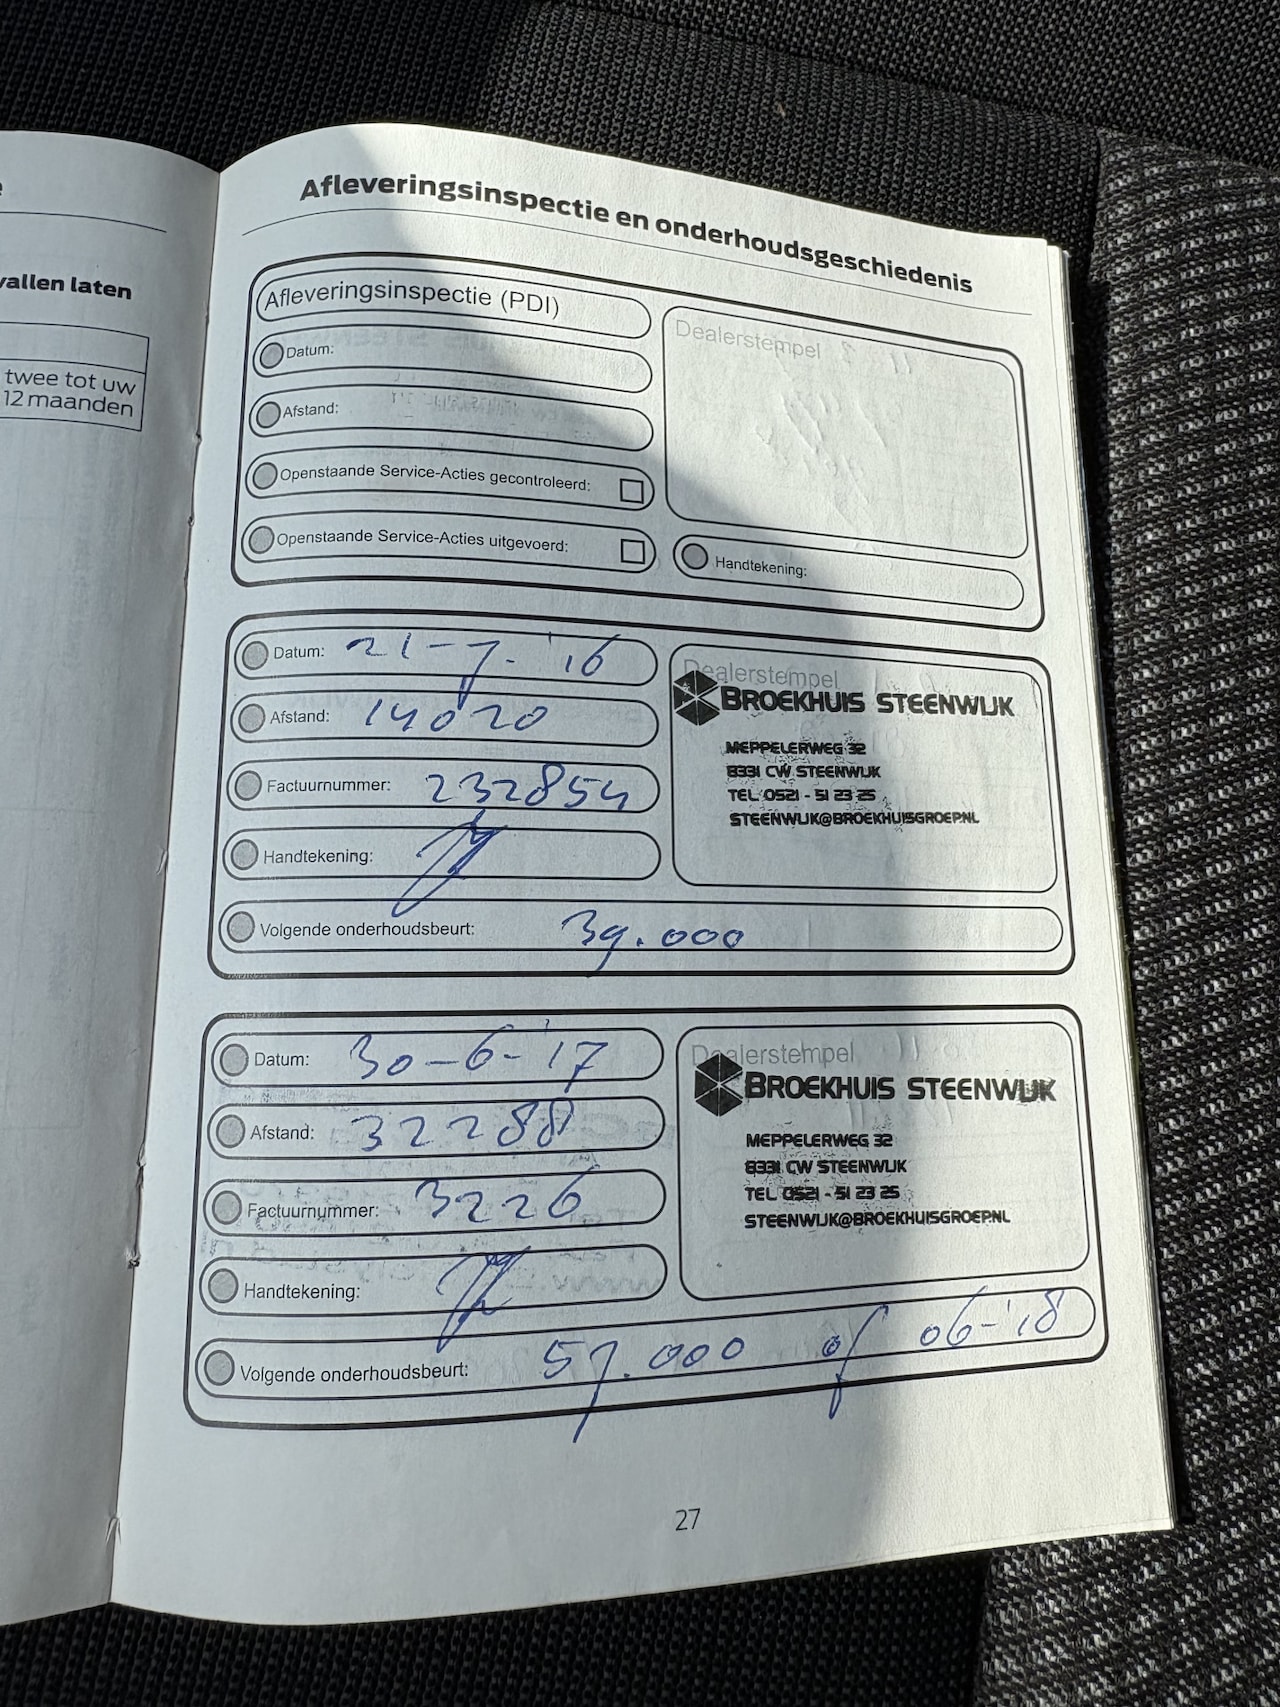 vallen laten
twee tot uw
12 maanden
Afleveringsinspectie en onderhoudsgeschiedenis
Afleveringsinspectie (PDI)
Datum:
Afstand:
Openstaande Service-Acties gecontroleerd:
Openstaande Service-Acties uitgevoerd:
Dealerstempel
Handtekening:
Datum: 21-7-'16
Afstand: 14020
Factuurnummer: 232854
Handtekening:
Volgende onderhoudsbeurt: 39.000
Dealerstempel
BROEKHUIS STEENWIJK
MEPPELERWEG 32
8331 CW STEENWIJK
TEL 0521 - 51 23 25
STEENWIJK@BROEKHUISGROEP.NL
Datum: 30-6-'17
Afstand: 32288
Factuurnummer: 3226
Handtekening:
Volgende onderhoudsbeurt: 57.000 of 06-'18
Dealerstempel
BROEKHUIS STEENWIJK
MEPPELERWEG 32
8331 CW STEENWIJK
TEL 0521 - 51 23 25
STEENWIJK@BROEKHUISGROEP.NL
27